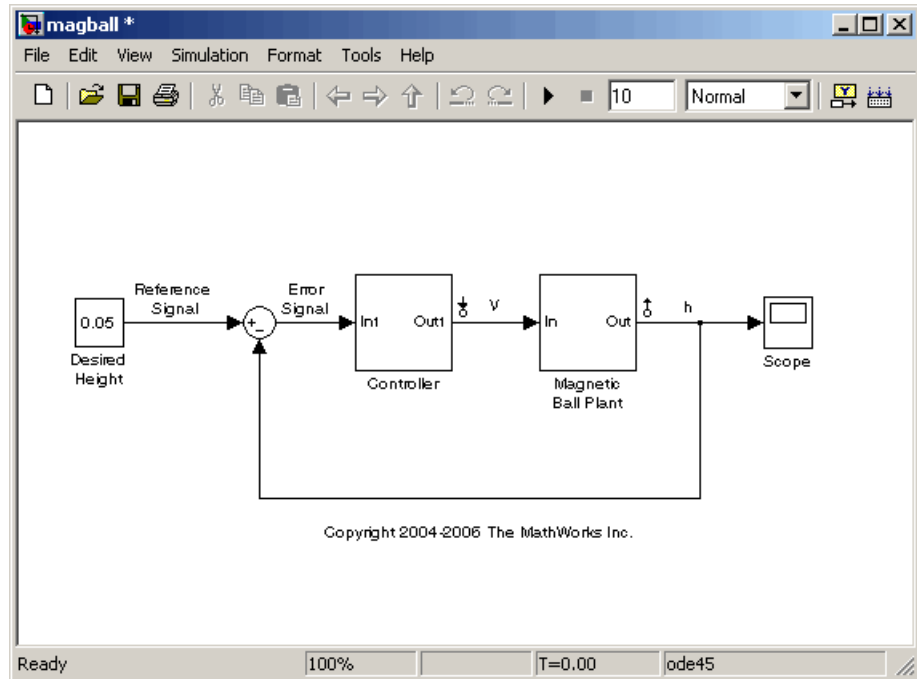 magball *
File Edit View Simulation Format Tools Help
10 Normal
Reference
Signal
Error
Signal
0.05
+_
In1 Out1
V
In Out
h
Desired
Height
Controller
Magnetic
Ball Plant
Scope
Copyright 2004-2006 The MathWorks Inc.
Ready 100% T=0.00 ode45